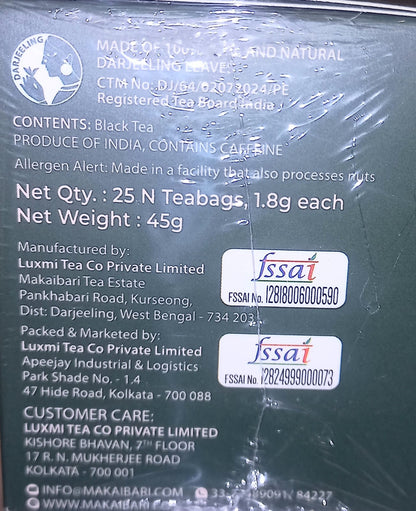 DARJEELING
MADE OF 100% AND NATURAL
DARJEELING LEAVES
CTM No: DJ/64/02072024/PE
Registered Tea Board India
CONTENTS: Black Tea
PRODUCE OF INDIA, CONTAINS CAFFEINE
Allergen Alert: Made in a facility that also processes nuts
Net Qty. : 25 N Teabags, 1.8g each
Net Weight : 45g
Manufactured by:
Luxmi Tea Co Private Limited
Makaibari Tea Estate
Pankhabari Road, Kurseong,
Dist: Darjeeling, West Bengal - 734 203
fssai
FSSAI No. 12818006000590
Packed & Marketed by:
Luxmi Tea Co Private Limited
Apeejay Industrial & Logistics
Park Shade No. - 1.4
47 Hide Road, Kolkata - 700 088
fssai
FSSAI No. 12824999000073
CUSTOMER CARE:
LUXMI TEA CO PRIVATE LIMITED
KISHORE BHAVAN, 7TH FLOOR
17 R. N. MUKHERJEE ROAD
KOLKATA - 700 001
INFO@MAKAIBARI.COM 84227
WWW.MAKAIBARI